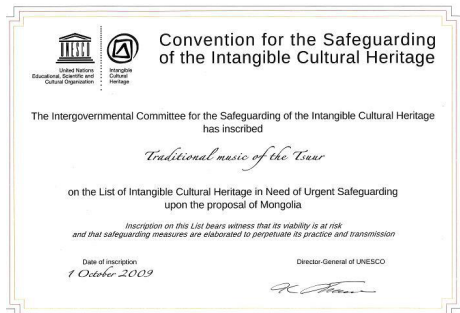 UNESCO
United Nations
Educational, Scientific and
Cultural Organization
Intangible
Cultural
Heritage
Convention for the Safeguarding
of the Intangible Cultural Heritage
The Intergovernmental Committee for the Safeguarding of the Intangible Cultural Heritage
has inscribed
Traditional music of the Tsuur
on the List of Intangible Cultural Heritage in Need of Urgent Safeguarding
upon the proposal of Mongolia
Inscription on this List bears witness that its viability is at risk
and that safeguarding measures are elaborated to perpetuate its practice and transmission
Date of inscription
1 October 2009
Director-General of UNESCO